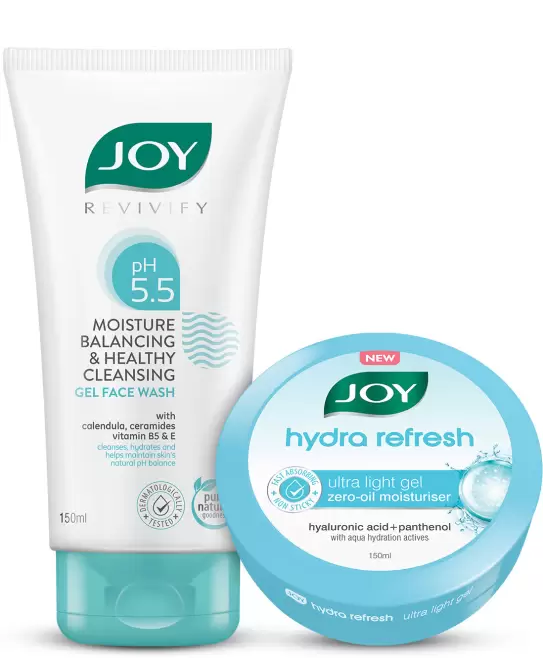 JOY
REVIVIFY
pH
5.5
MOISTURE
BALANCING
& HEALTHY
CLEANSING
GEL FACE WASH
with
calendula, ceramides
vitamin B5 & E
cleanses, hydrates and
helps maintain skin's
natural pH balance
DERMATOLOGICALLY
TESTED
pure
natural
goodness
150ml
NEW
JOY
hydra refresh
FAST ABSORBING
NON STICKY
ultra light gel
zero-oil moisturiser
hyaluronic acid+panthenol
with aqua hydration actives
150ml
JOY hydra refresh ultra light gel